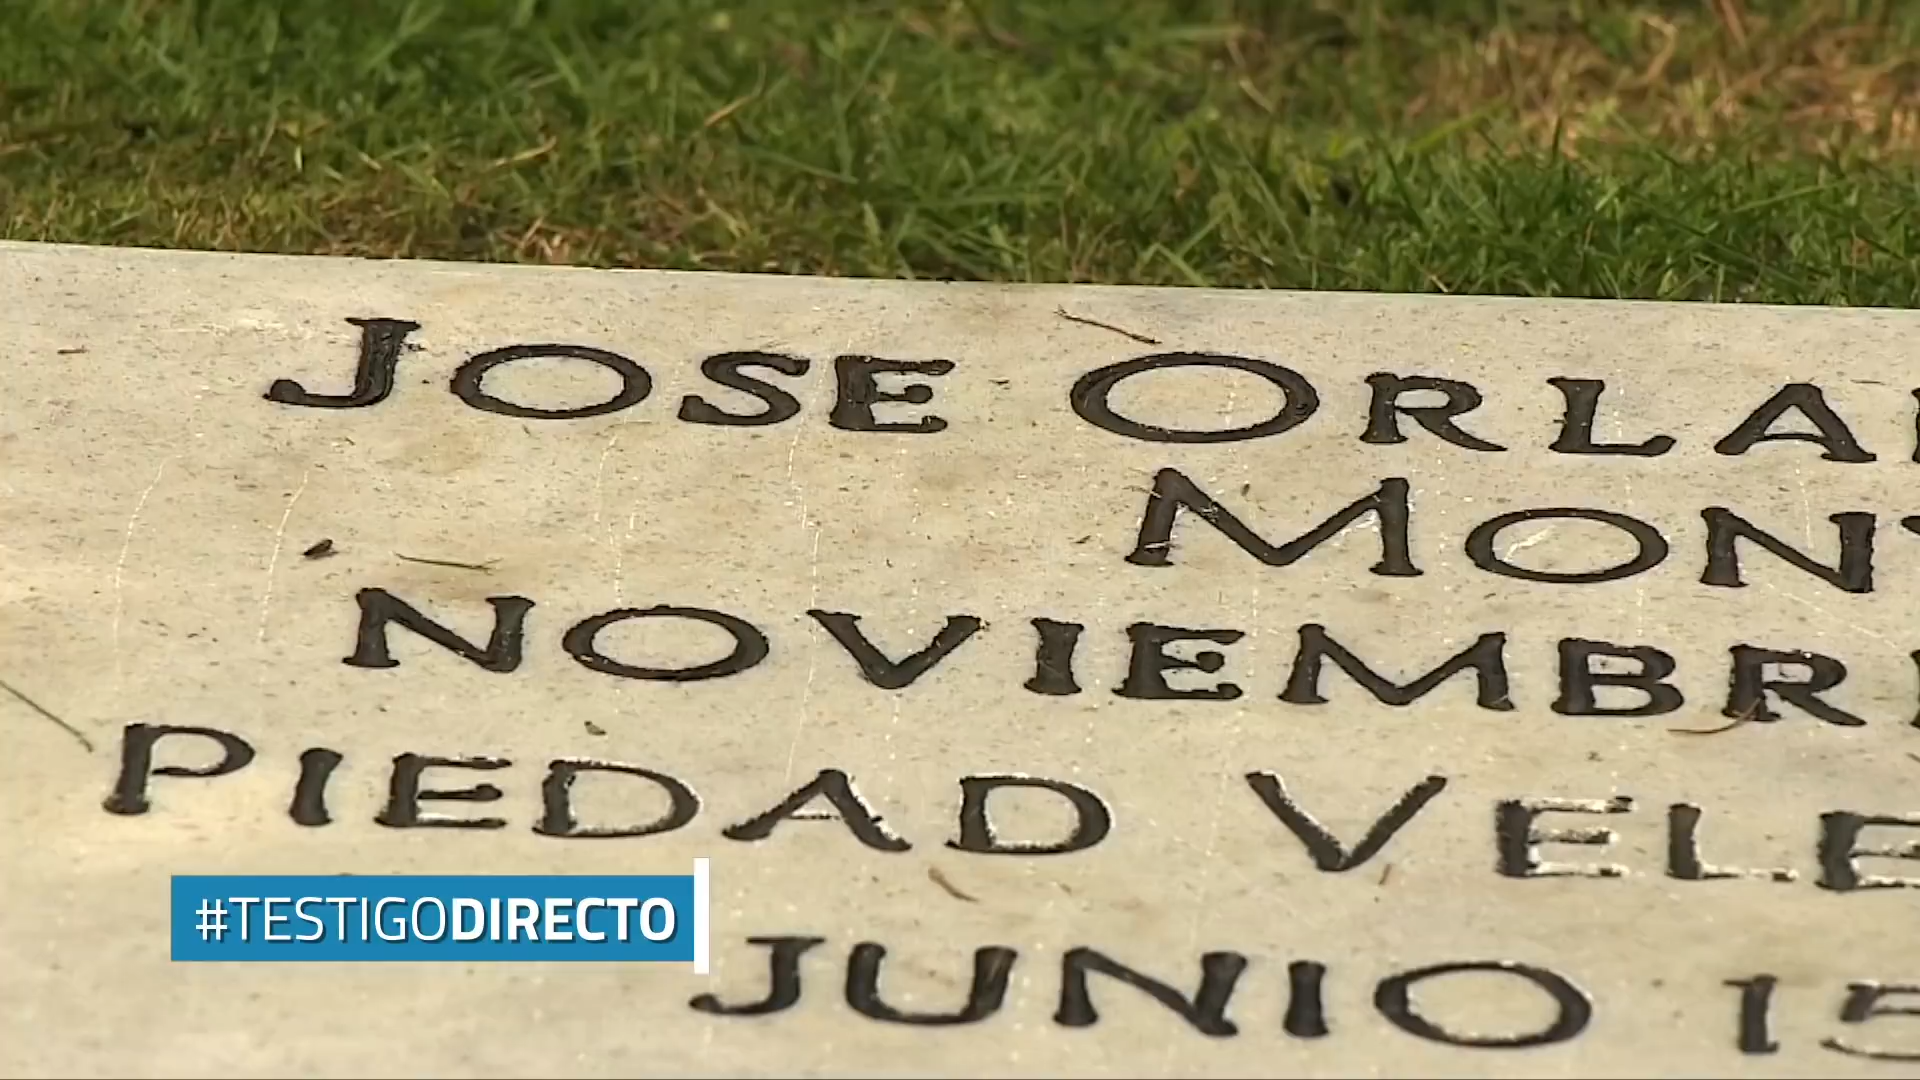 JOSE ORLA
MON
NOVIEMBR
PIEDAD VELE
#TESTIGODIRECTO
JUNIO 15